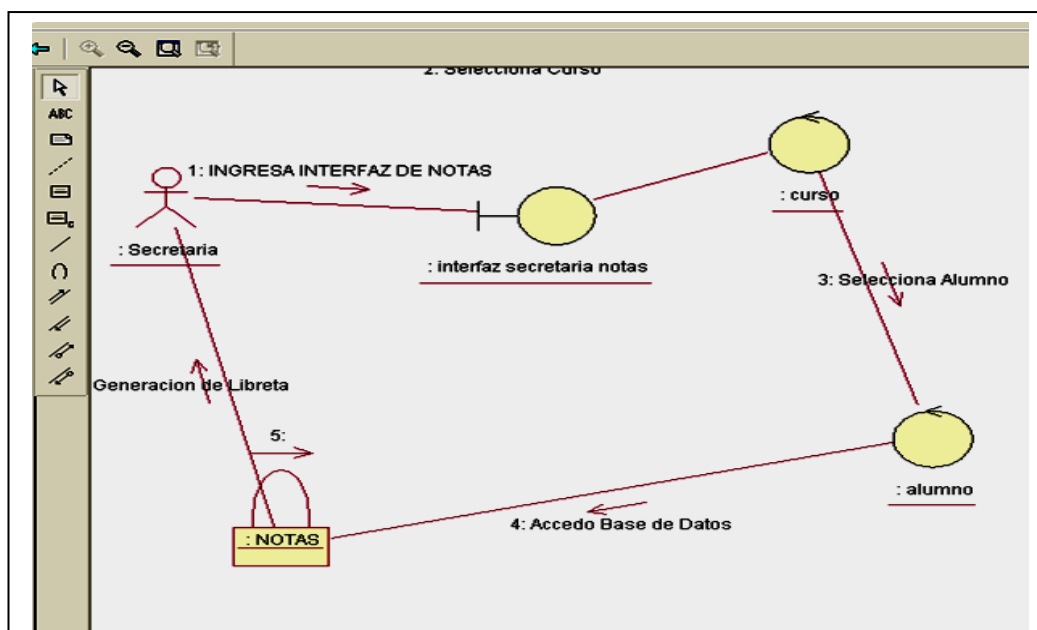 2: Selecciona Curso
ABC
1: INGRESA INTERFAZ DE NOTAS
: curso
: Secretaria
: interfaz secretaria notas
3: Selecciona Alumno
Generacion de Libreta
5:
: alumno
4: Accedo Base de Datos
: NOTAS